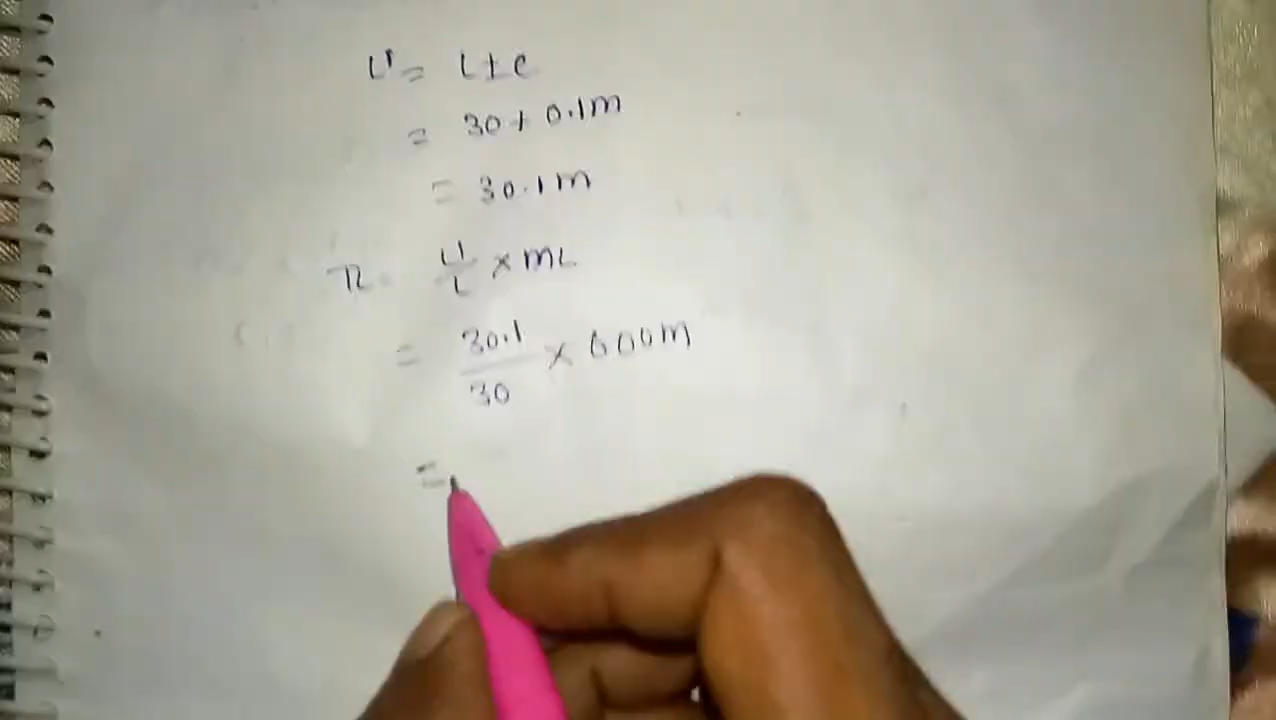 L' = L±e
= 30+0.1m
= 30.1m
TL = L'/L × ML
= 30.1/30 × 600m
=